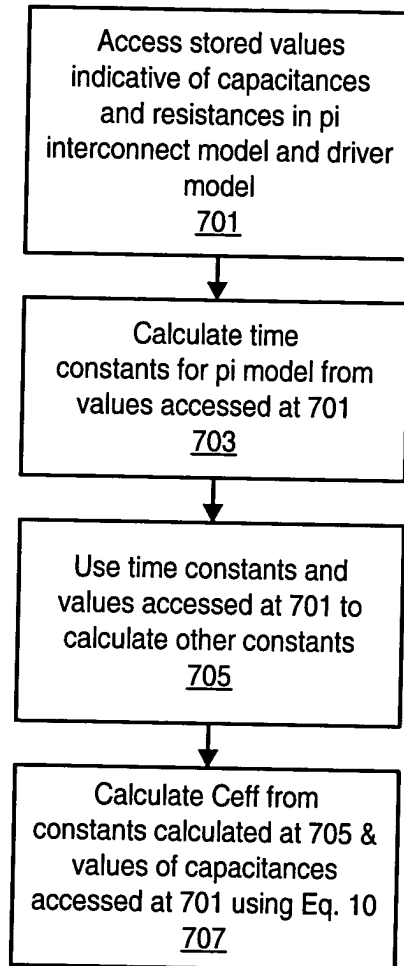 Access stored values
indicative of capacitances
and resistances in pi
interconnect model and driver
model
701
Calculate time
constants for pi model from
values accessed at 701
703
Use time constants and
values accessed at 701 to
calculate other constants
705
Calculate Ceff from
constants calculated at 705 &
values of capacitances
accessed at 701 using Eq. 10
707